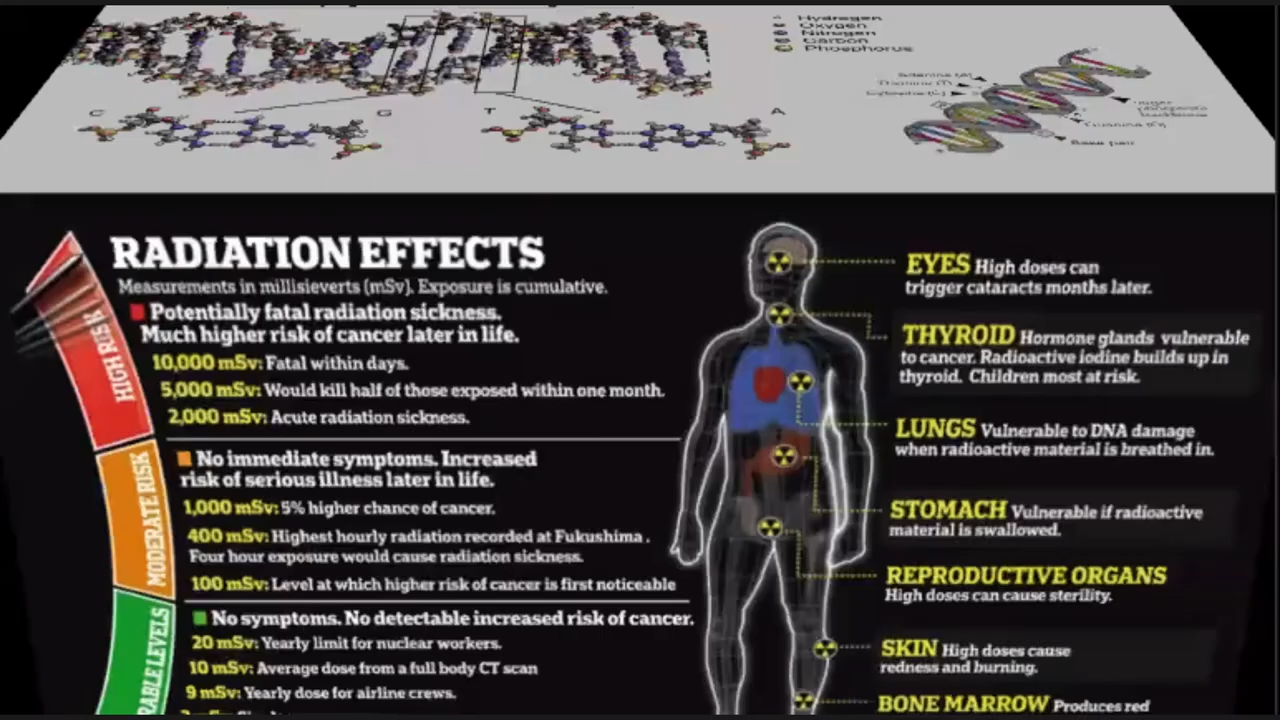 Hydrogen
Oxygen
Nitrogen
Carbon
Phosphorus
C
G
T
A
Base pair
RADIATION EFFECTS
Measurements in millisieverts (mSv). Exposure is cumulative.
Potentially fatal radiation sickness.
Much higher risk of cancer later in life.
10,000 mSv: Fatal within days.
5,000 mSv: Would kill half of those exposed within one month.
2,000 mSv: Acute radiation sickness.
HIGH RISK
No immediate symptoms. Increased
risk of serious illness later in life.
1,000 mSv: 5% higher chance of cancer.
400 mSv: Highest hourly radiation recorded at Fukushima .
Four hour exposure would cause radiation sickness.
100 mSv: Level at which higher risk of cancer is first noticeable
MODERATE RISK
No symptoms. No detectable increased risk of cancer.
20 mSv: Yearly limit for nuclear workers.
10 mSv: Average dose from a full body CT scan
9 mSv: Yearly dose for airline crews.
RABLE LEVELS
EYES High doses can
trigger cataracts months later.
THYROID Hormone glands vulnerable
to cancer. Radioactive iodine builds up in
thyroid. Children most at risk.
LUNGS Vulnerable to DNA damage
when radioactive material is breathed in.
STOMACH Vulnerable if radioactive
material is swallowed.
REPRODUCTIVE ORGANS
High doses can cause sterility.
SKIN High doses cause
redness and burning.
BONE MARROW Produces red